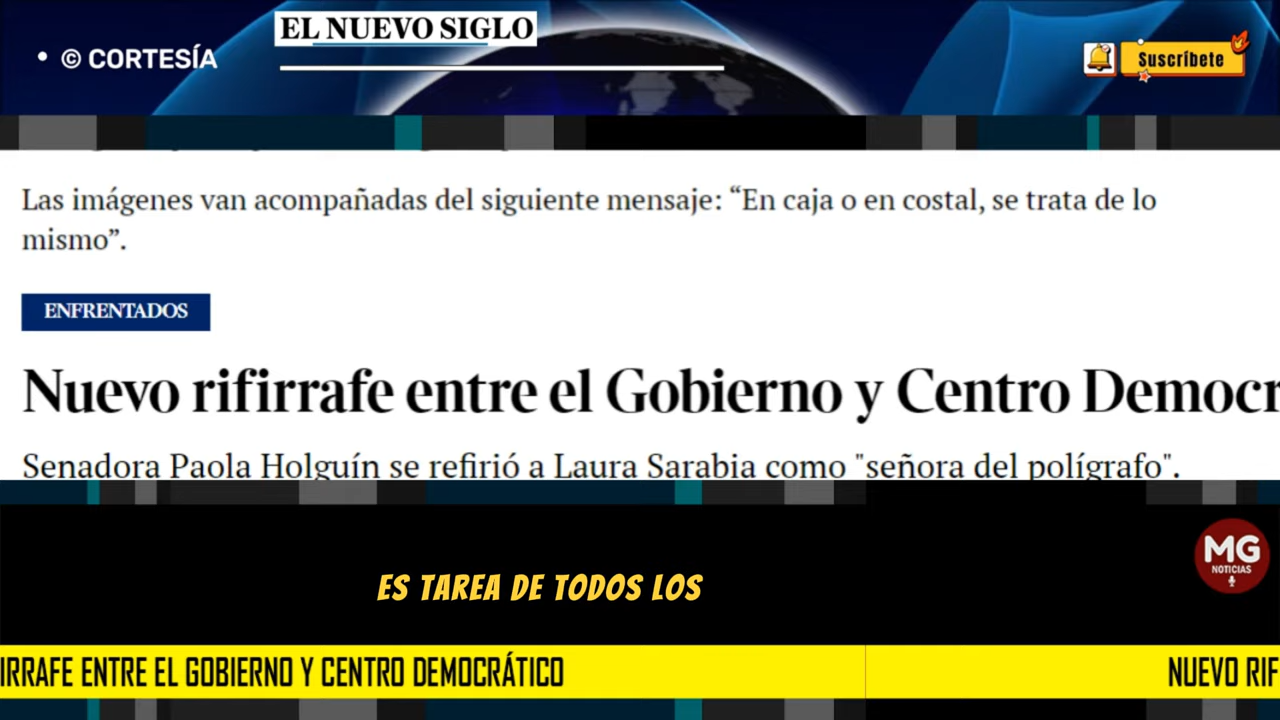 EL NUEVO SIGLO
• © CORTESÍA
Suscríbete
Las imágenes van acompañadas del siguiente mensaje: “En caja o en costal, se trata de lo
mismo”.
ENFRENTADOS
Nuevo rifirrafe entre el Gobierno y Centro Democr
Senadora Paola Holguín se refirió a Laura Sarabia como "señora del polígrafo".
MG
NOTICIAS
ES TAREA DE TODOS LOS
IRRAFE ENTRE EL GOBIERNO Y CENTRO DEMOCRÁTICO
NUEVO RIF